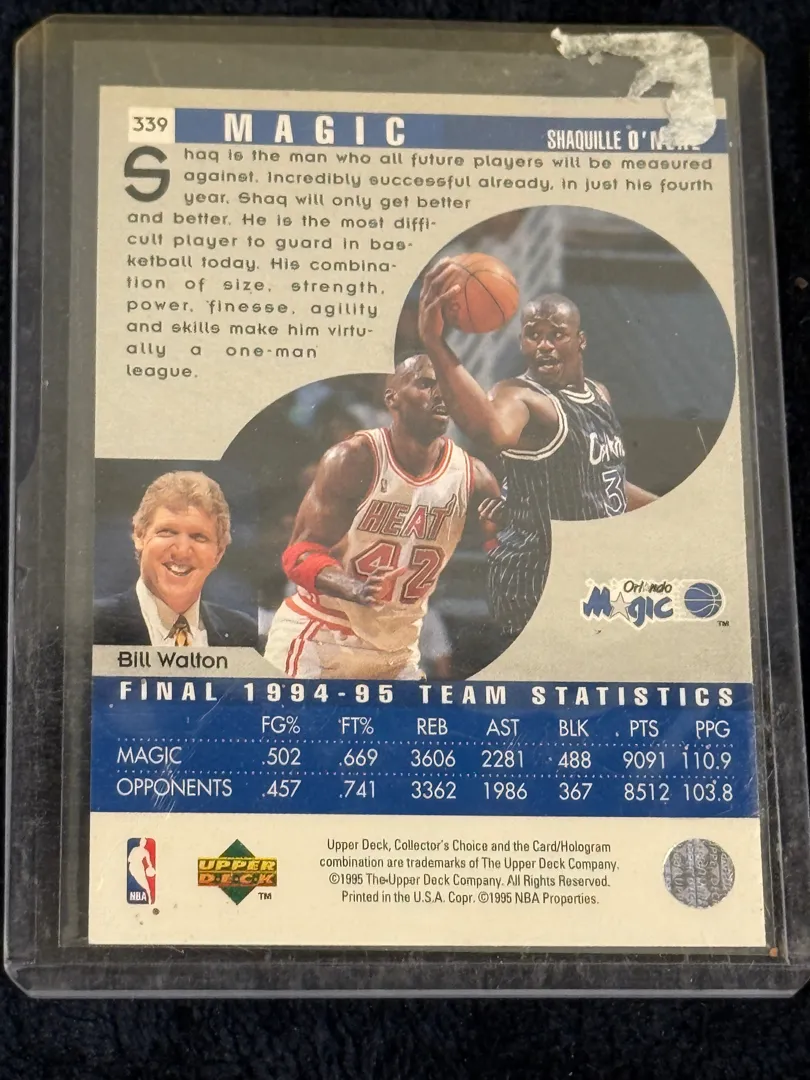 339
MAGIC
SHAQUILLE
Shaq is the man who all future players will be measured
against. Incredibly successful already, in just his fourth
year, Shaq will only get better
and better. He is the most diffi-
cult player to guard in bas-
ketball today. His combina-
tion of size, strength,
power, finesse, agility
and skills make him virtu-
ally a one-man
league.
HEAT
42
3
Bill Walton
Orlando
Magic
TM
FINAL 1994-95 TEAM STATISTICS
FG% FT% REB AST BLK PTS PPG
MAGIC .502 .669 3606 2281 488 9091 110.9
OPPONENTS .457 .741 3362 1986 367 8512 103.8
NBA
UPPER
DECK
TM
Upper Deck, Collector's Choice and the Card/Hologram
combination are trademarks of The Upper Deck Company.
©1995 The Upper Deck Company. All Rights Reserved.
Printed in the U.S.A. Copr. ©1995 NBA Properties.